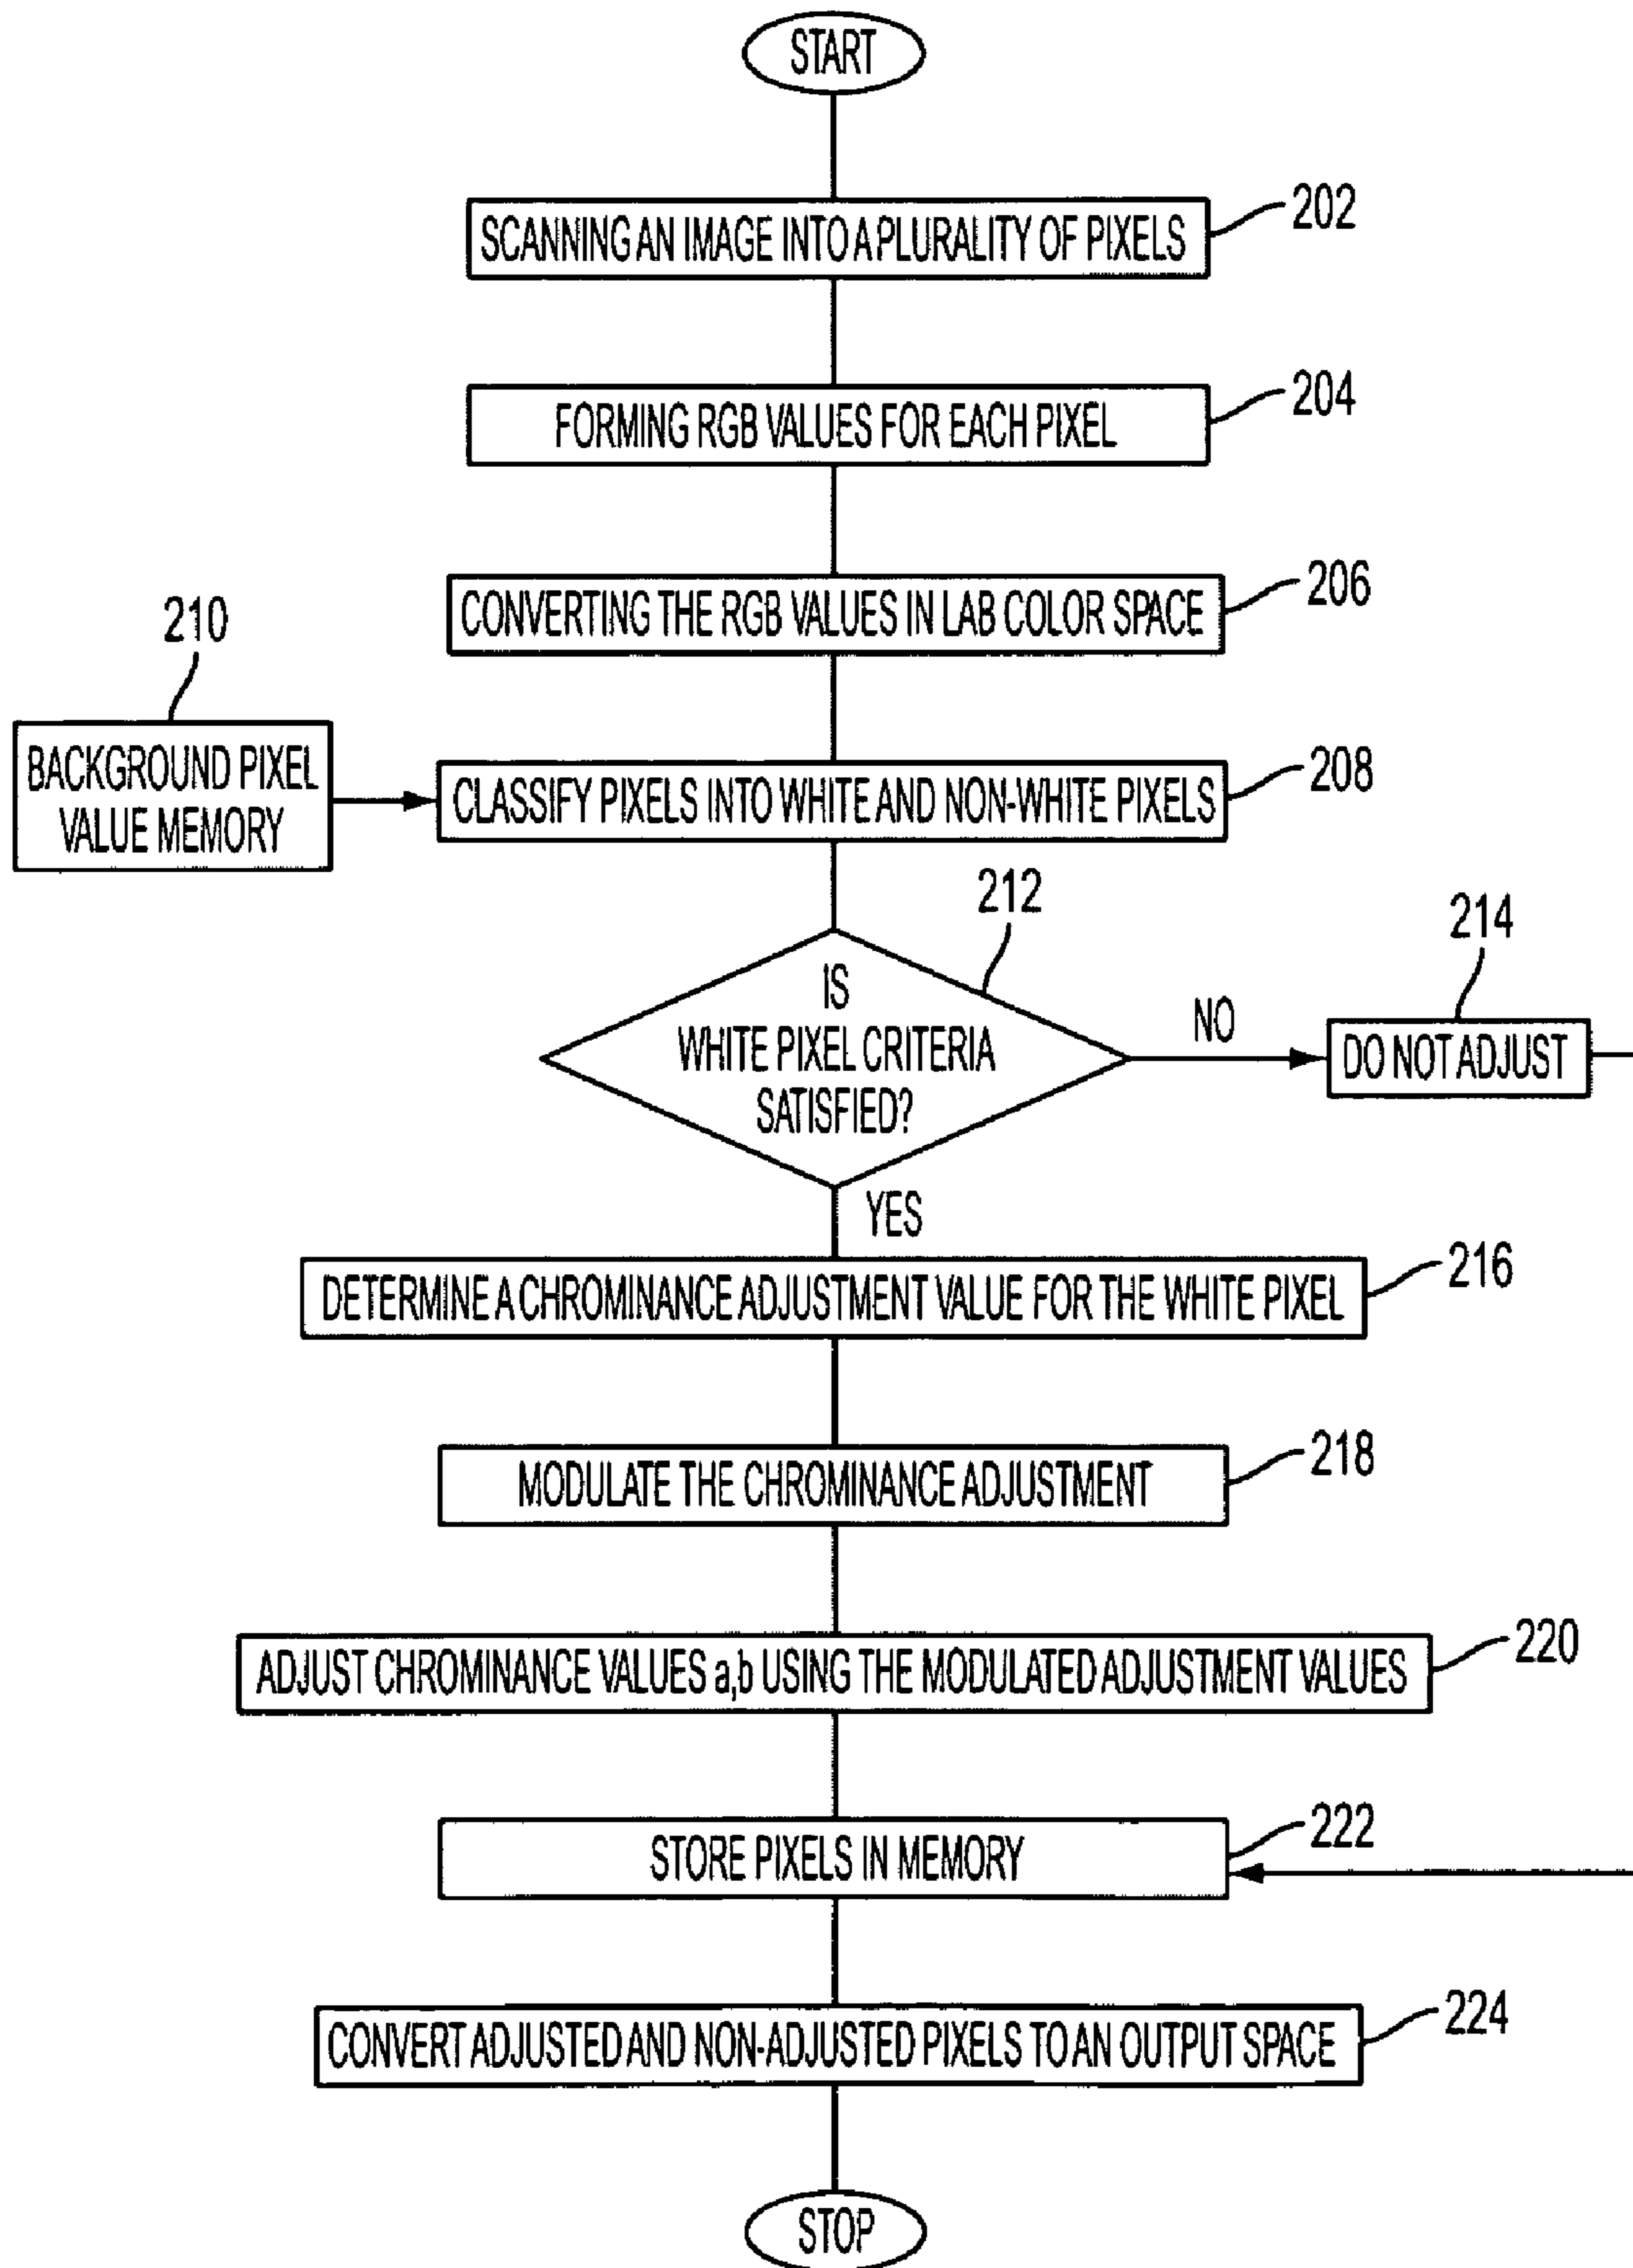 START
SCANNING AN IMAGE INTO A PLURALITY OF PIXELS
202
FORMING RGB VALUES FOR EACH PIXEL
204
CONVERTING THE RGB VALUES IN LAB COLOR SPACE
206
210
BACKGROUND PIXEL
VALUE MEMORY
CLASSIFY PIXELS INTO WHITE AND NON-WHITE PIXELS
208
212
IS
WHITE PIXEL CRITERIA
SATISFIED?
NO
214
DO NOT ADJUST
YES
DETERMINE A CHROMINANCE ADJUSTMENT VALUE FOR THE WHITE PIXEL
216
MODULATE THE CHROMINANCE ADJUSTMENT
218
ADJUST CHROMINANCE VALUES a,b USING THE MODULATED ADJUSTMENT VALUES
220
STORE PIXELS IN MEMORY
222
CONVERT ADJUSTED AND NON-ADJUSTED PIXELS TO AN OUTPUT SPACE
224
STOP